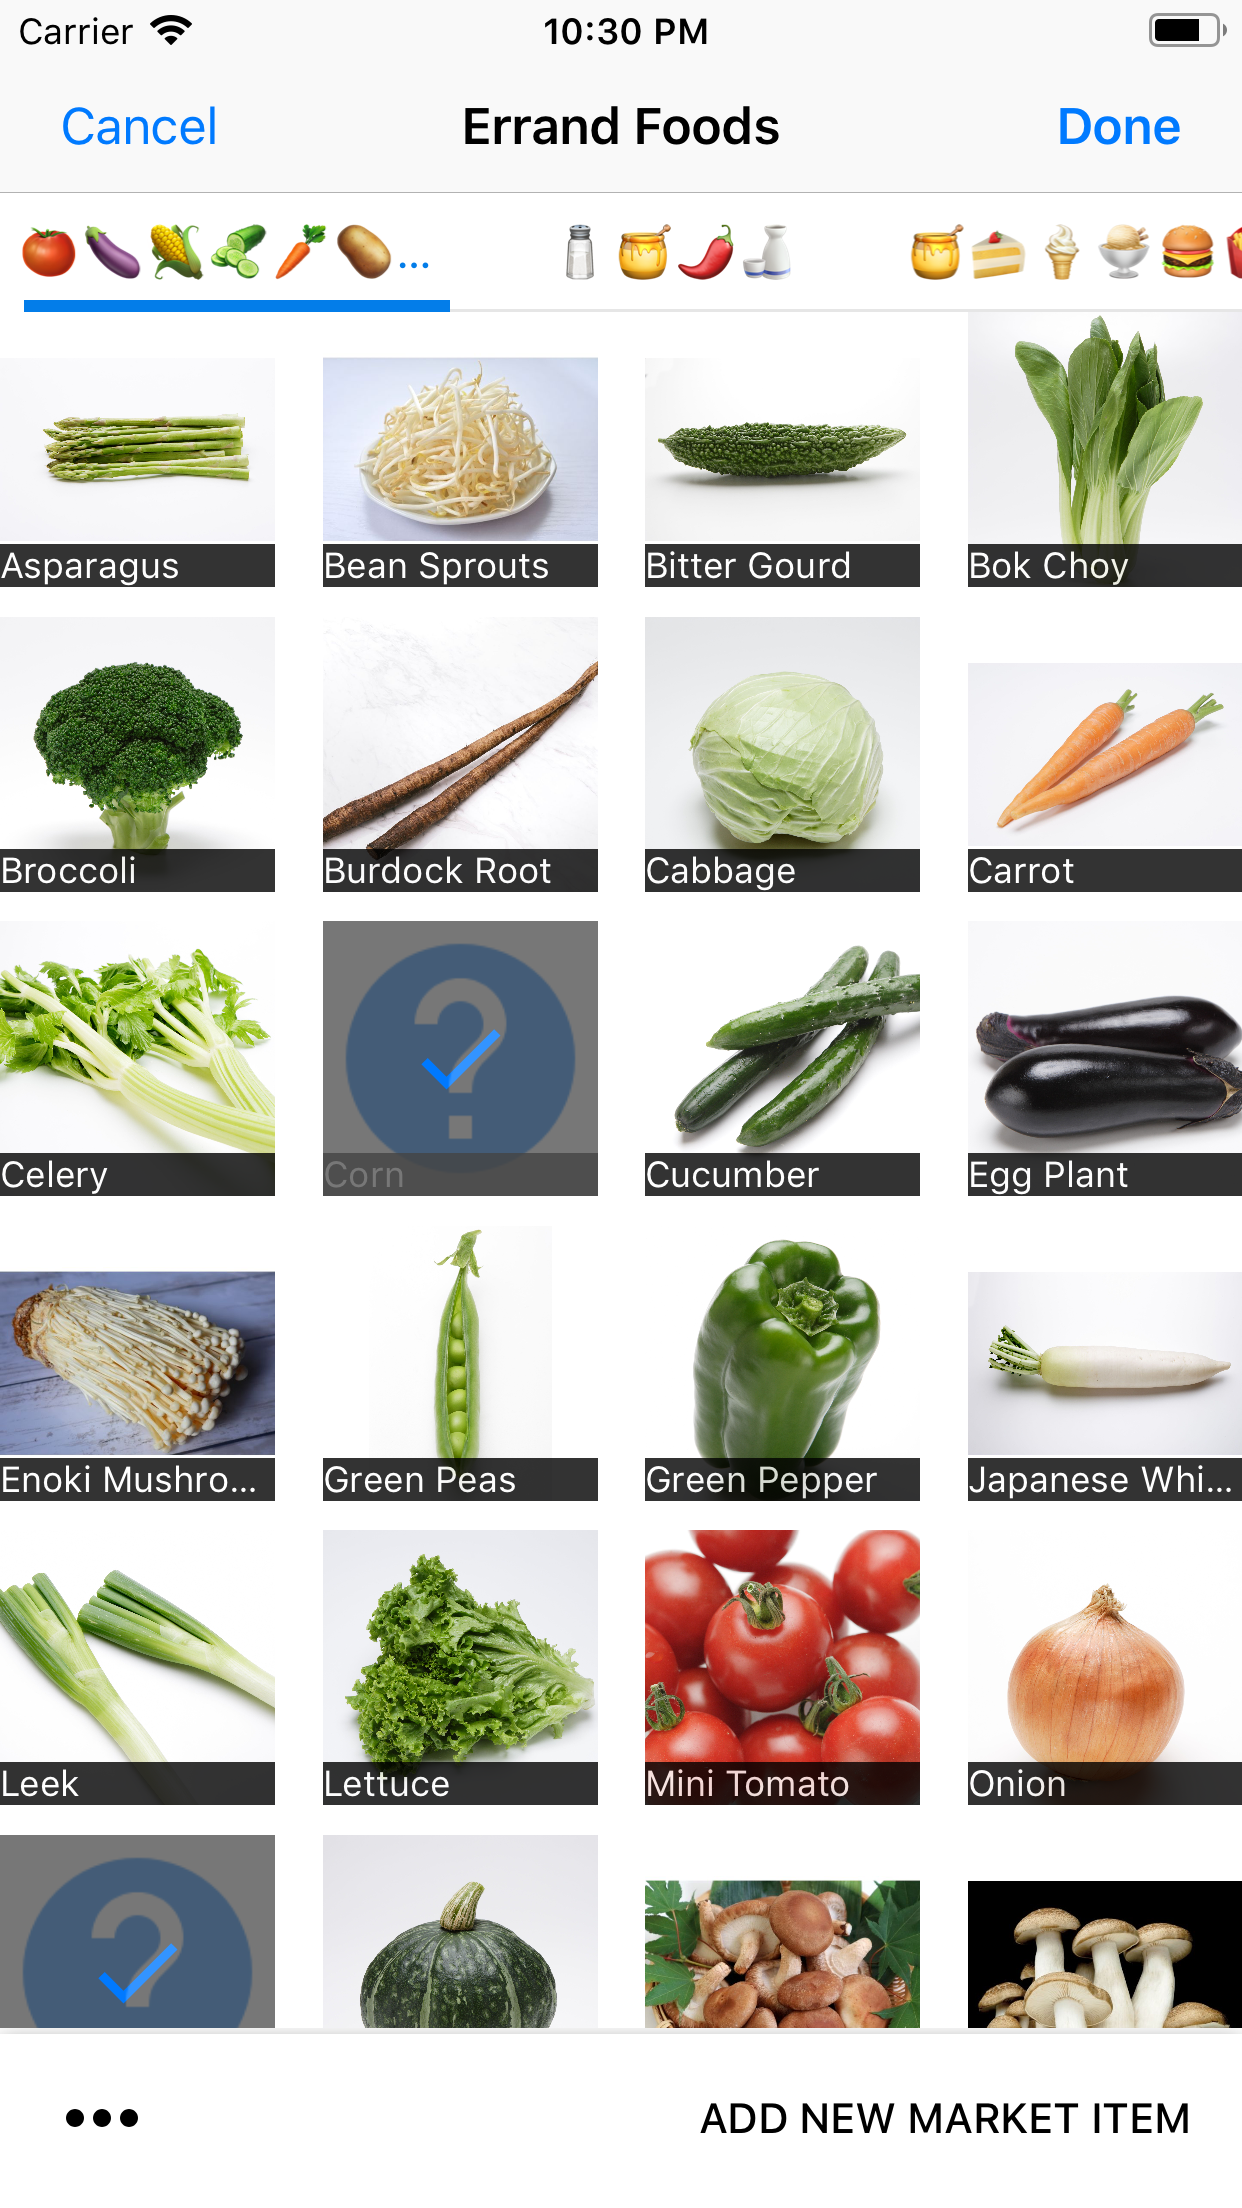 Carrier
10:30 PM
Cancel
Errand Foods
Done
...
Asparagus
Bean Sprouts
Bitter Gourd
Bok Choy
Broccoli
Burdock Root
Cabbage
Carrot
Celery
Corn
Cucumber
Egg Plant
Enoki Mushro...
Green Peas
Green Pepper
Japanese Whi...
Leek
Lettuce
Mini Tomato
Onion
ADD NEW MARKET ITEM